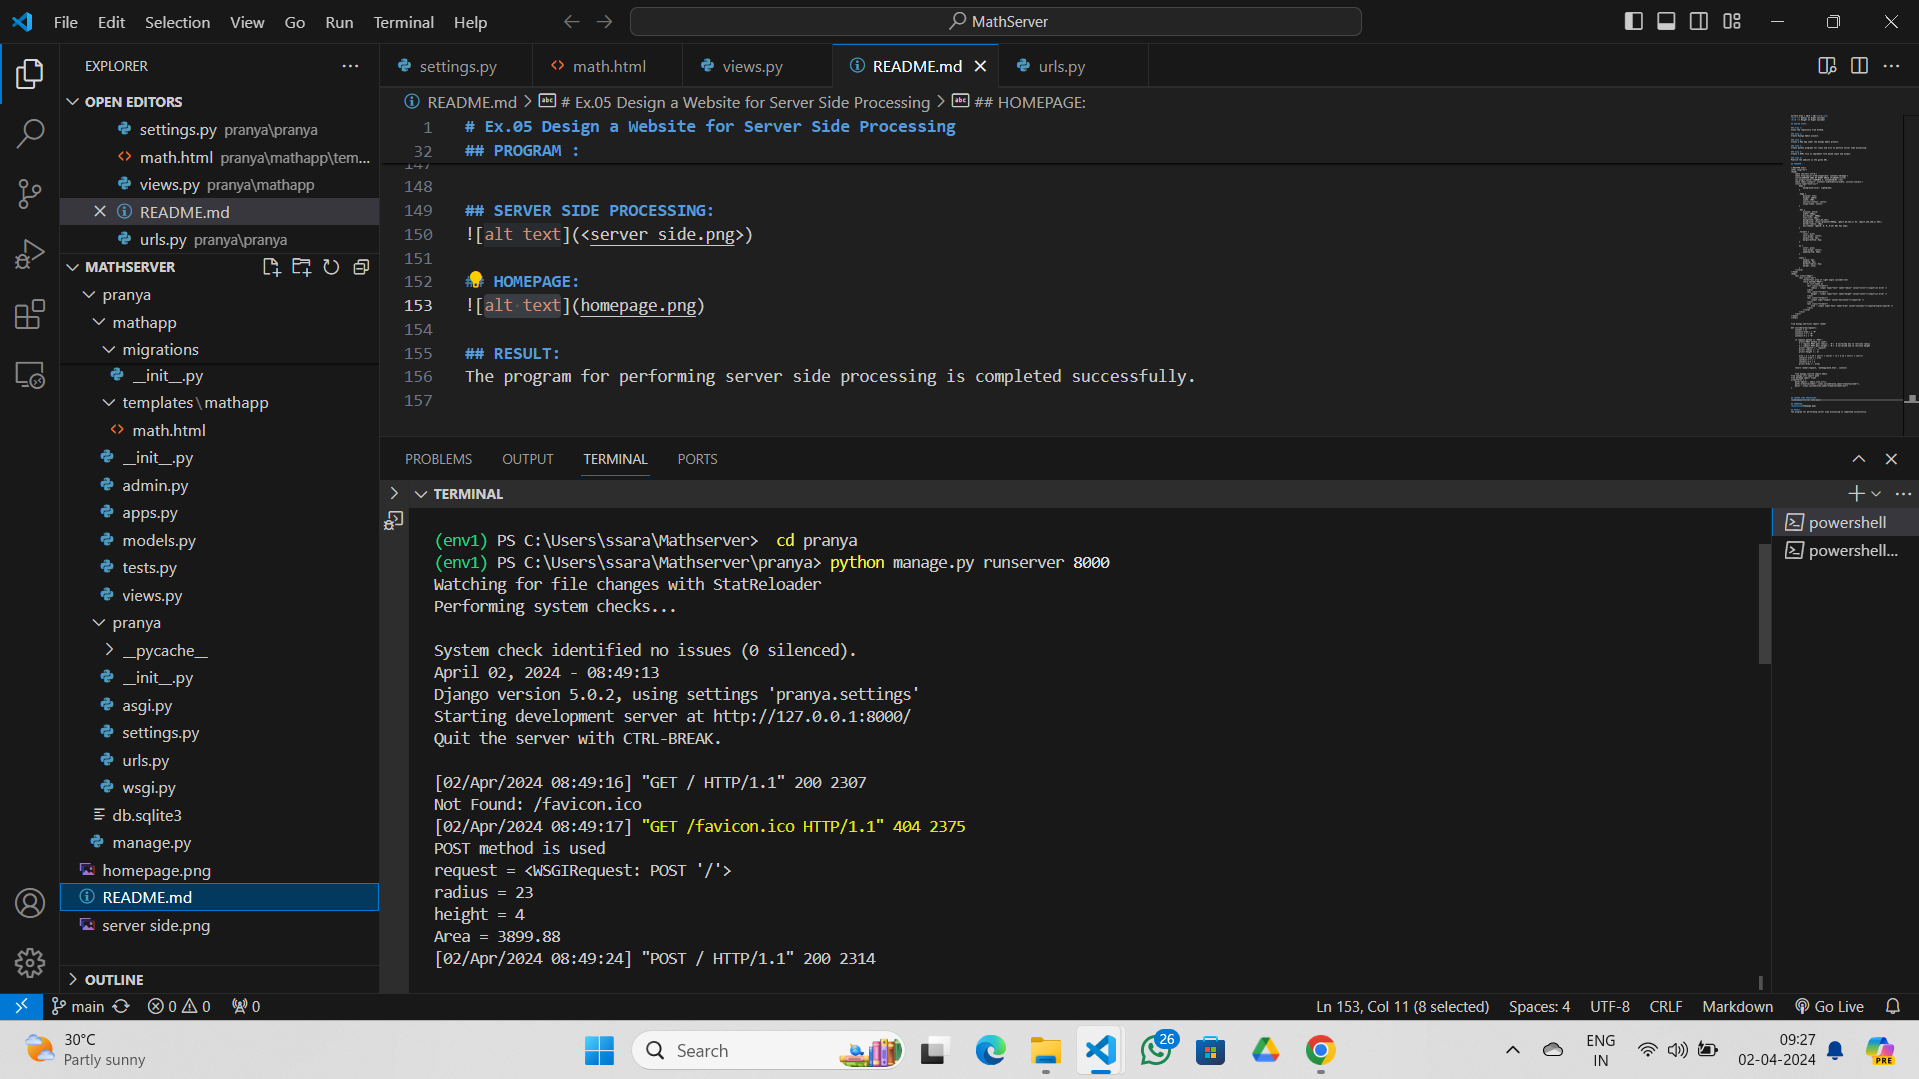 File Edit Selection View Go Run Terminal Help
MathServer
EXPLORER
OPEN EDITORS
settings.py pranya\pranya
math.html pranya\mathapp\tem...
views.py pranya\mathapp
README.md
urls.py pranya\pranya
MATHSERVER
pranya
mathapp
migrations
__init__.py
templates\mathapp
math.html
__init__.py
admin.py
apps.py
models.py
tests.py
views.py
pranya
__pycache__
__init__.py
asgi.py
settings.py
urls.py
wsgi.py
db.sqlite3
manage.py
homepage.png
README.md
server side.png
OUTLINE
settings.py math.html views.py README.md urls.py
README.md > # Ex.05 Design a Website for Server Side Processing > ## HOMEPAGE:
1 # Ex.05 Design a Website for Server Side Processing
32 ## PROGRAM :
147
148
149 ## SERVER SIDE PROCESSING:
150 ![alt text](<server side.png>)
151
152 ## HOMEPAGE:
153 ![alt text](homepage.png)
154
155 ## RESULT:
156 The program for performing server side processing is completed successfully.
157
PROBLEMS OUTPUT TERMINAL PORTS
TERMINAL
powershell
powershell...
(env1) PS C:\Users\ssara\Mathserver>  cd pranya
(env1) PS C:\Users\ssara\Mathserver\pranya> python manage.py runserver 8000
Watching for file changes with StatReloader
Performing system checks...
System check identified no issues (0 silenced).
April 02, 2024 - 08:49:13
Django version 5.0.2, using settings 'pranya.settings'
Starting development server at http://127.0.0.1:8000/
Quit the server with CTRL-BREAK.
[02/Apr/2024 08:49:16] "GET / HTTP/1.1" 200 2307
Not Found: /favicon.ico
[02/Apr/2024 08:49:17] "GET /favicon.ico HTTP/1.1" 404 2375
POST method is used
request = <WSGIRequest: POST '/'>
radius = 23
height = 4
Area = 3899.88
[02/Apr/2024 08:49:24] "POST / HTTP/1.1" 200 2314
main 0 0 0
Ln 153, Col 11 (8 selected) Spaces: 4 UTF-8 CRLF Markdown Go Live
30°C
Partly sunny
Search
26
ENG
IN
09:27
02-04-2024
PRE